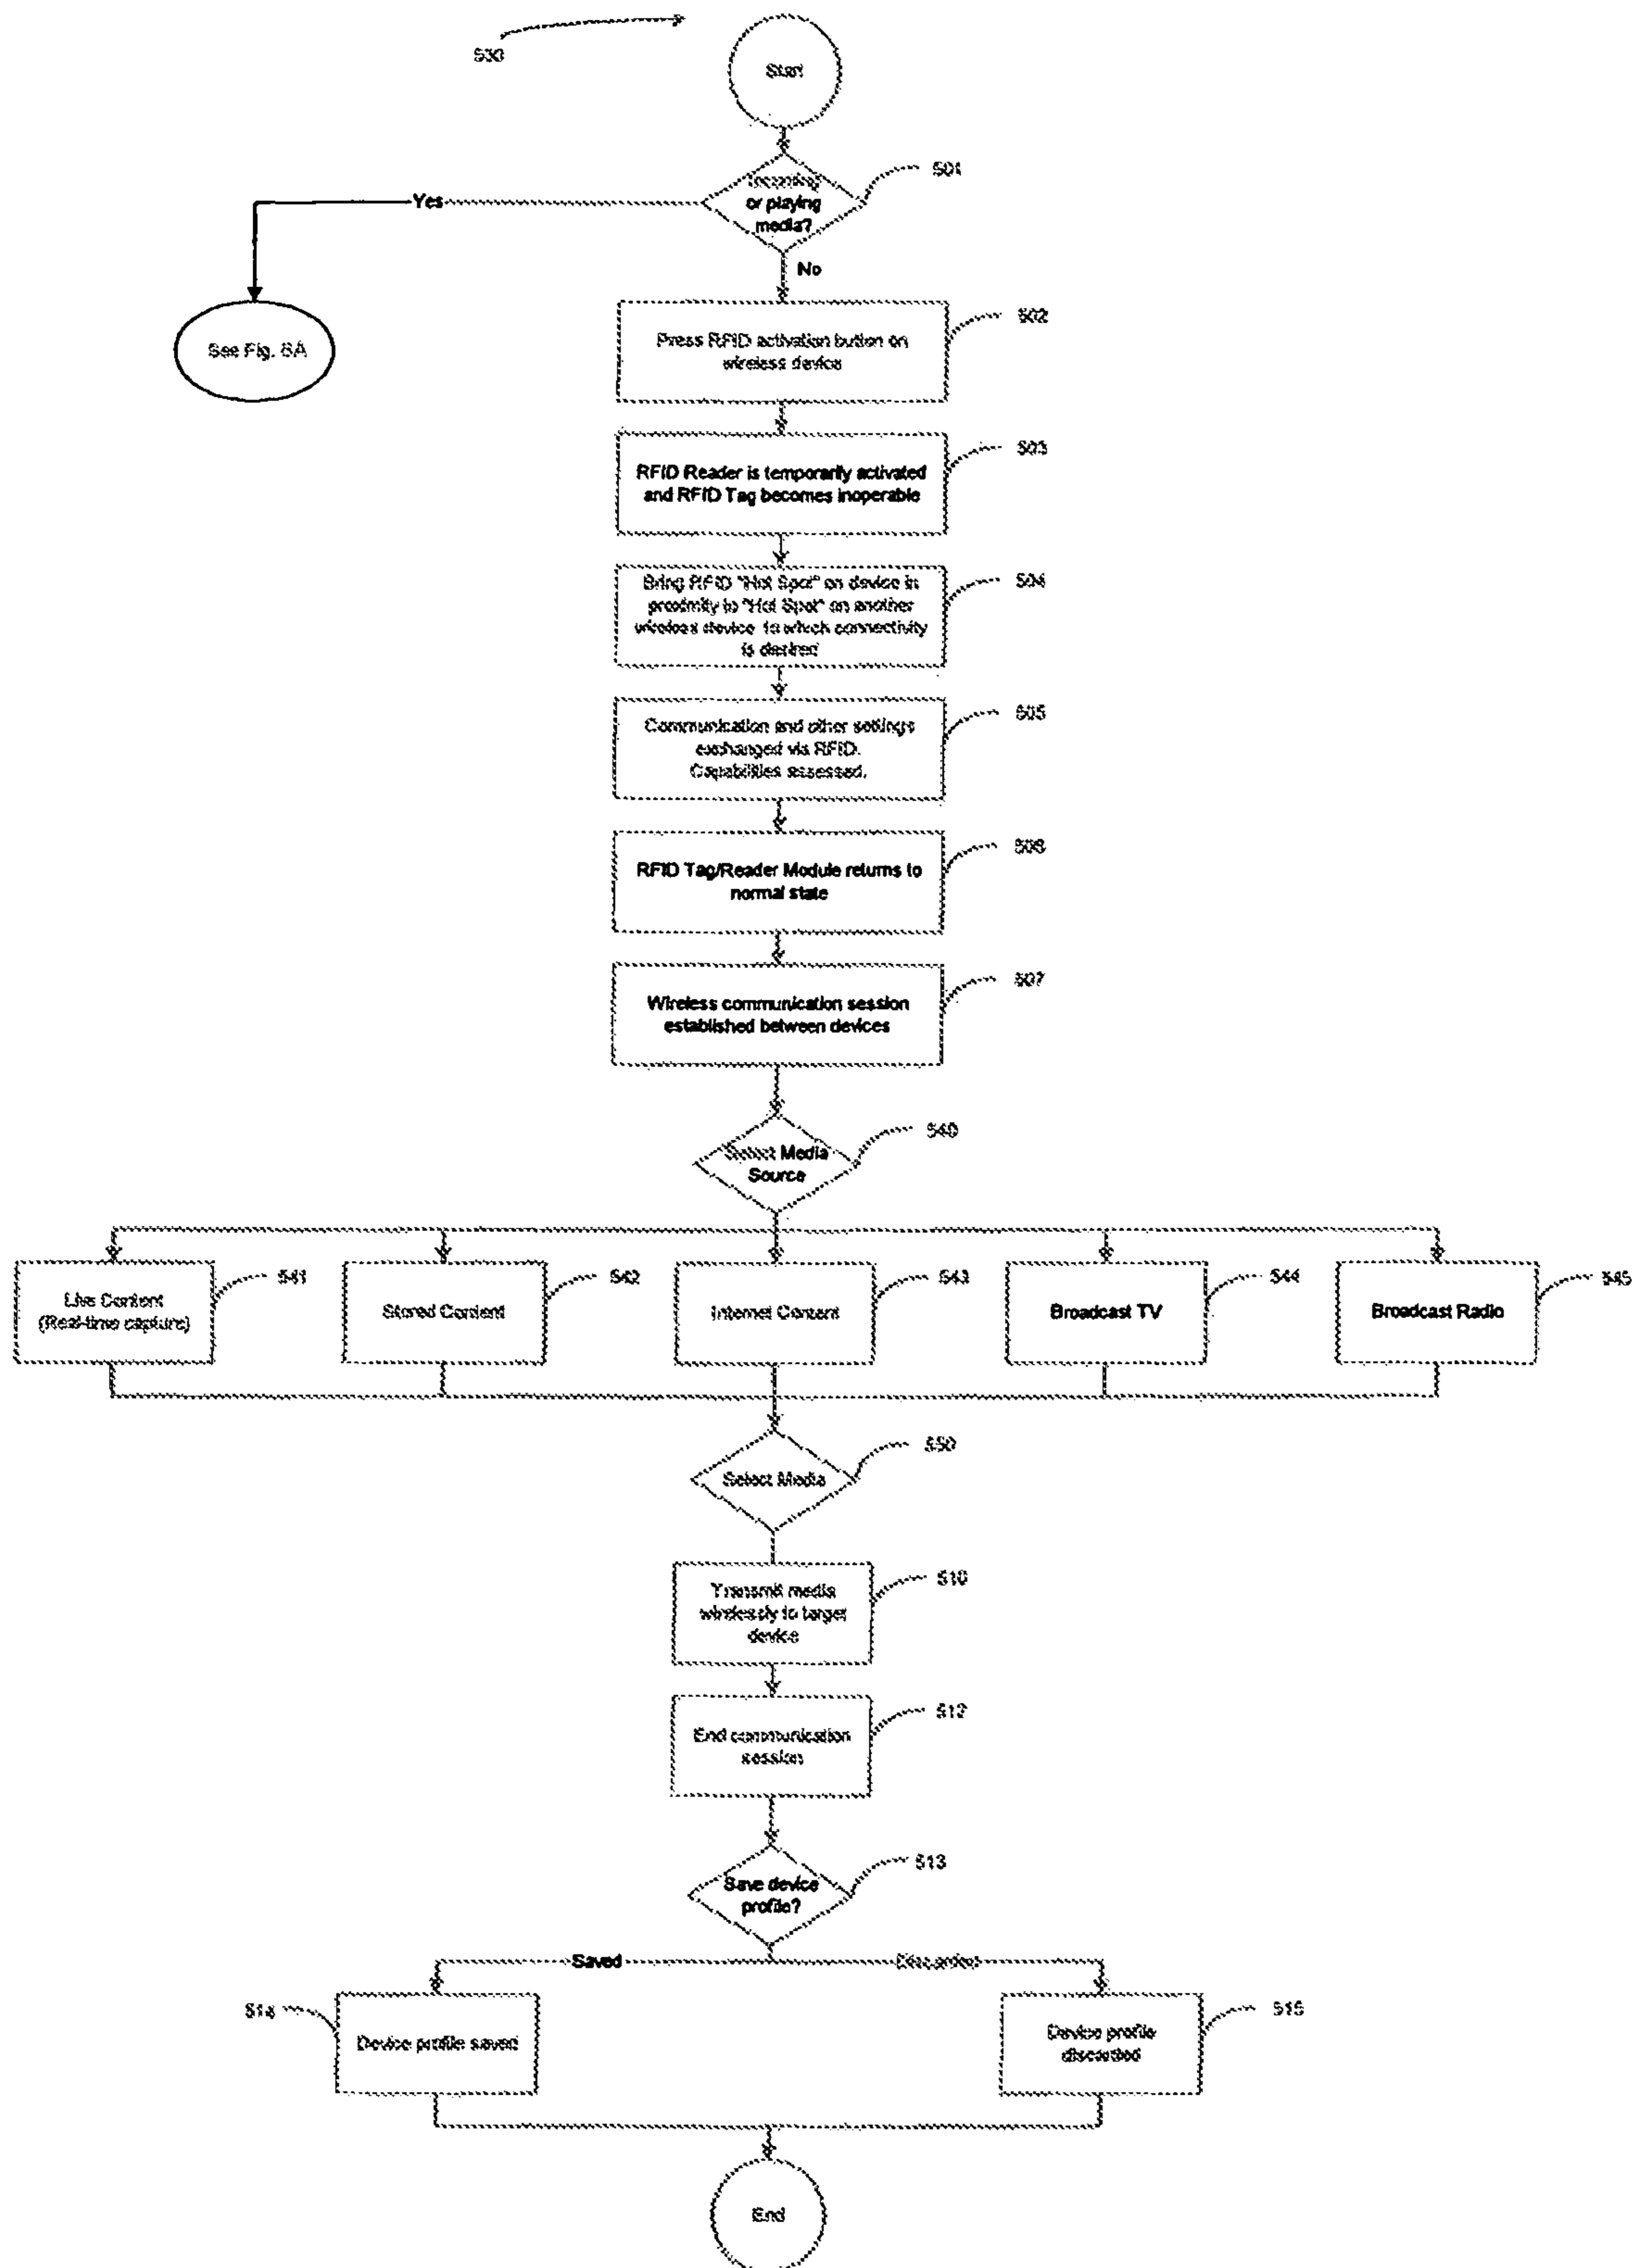 500
Start
501
or playing
media?
Yes
No
See Fig. 6A
502
Press RFID activation button on
wireless device
503
RFID Reader is temporarily activated
and RFID Tag becomes inoperable
504
Bring RFID "Hot Spot" on device in
proximity to "Hot Spot" on another
wireless device to which connectivity
is desired
505
Communication and other settings
exchanged via RFID.
Capabilities assessed.
506
RFID Tag/Reader Module returns to
normal state
507
Wireless communication session
established between devices
540
Select Media
Source
541
Live Content
(Real-time capture)
542
Stored Content
543
Internet Content
544
Broadcast TV
545
Broadcast Radio
550
Select Media
510
Transmit media
wirelessly to target
device
512
End communication
session
513
Save device
profile?
Saved
Discarded
514
Device profile saved
515
Device profile
discarded
End